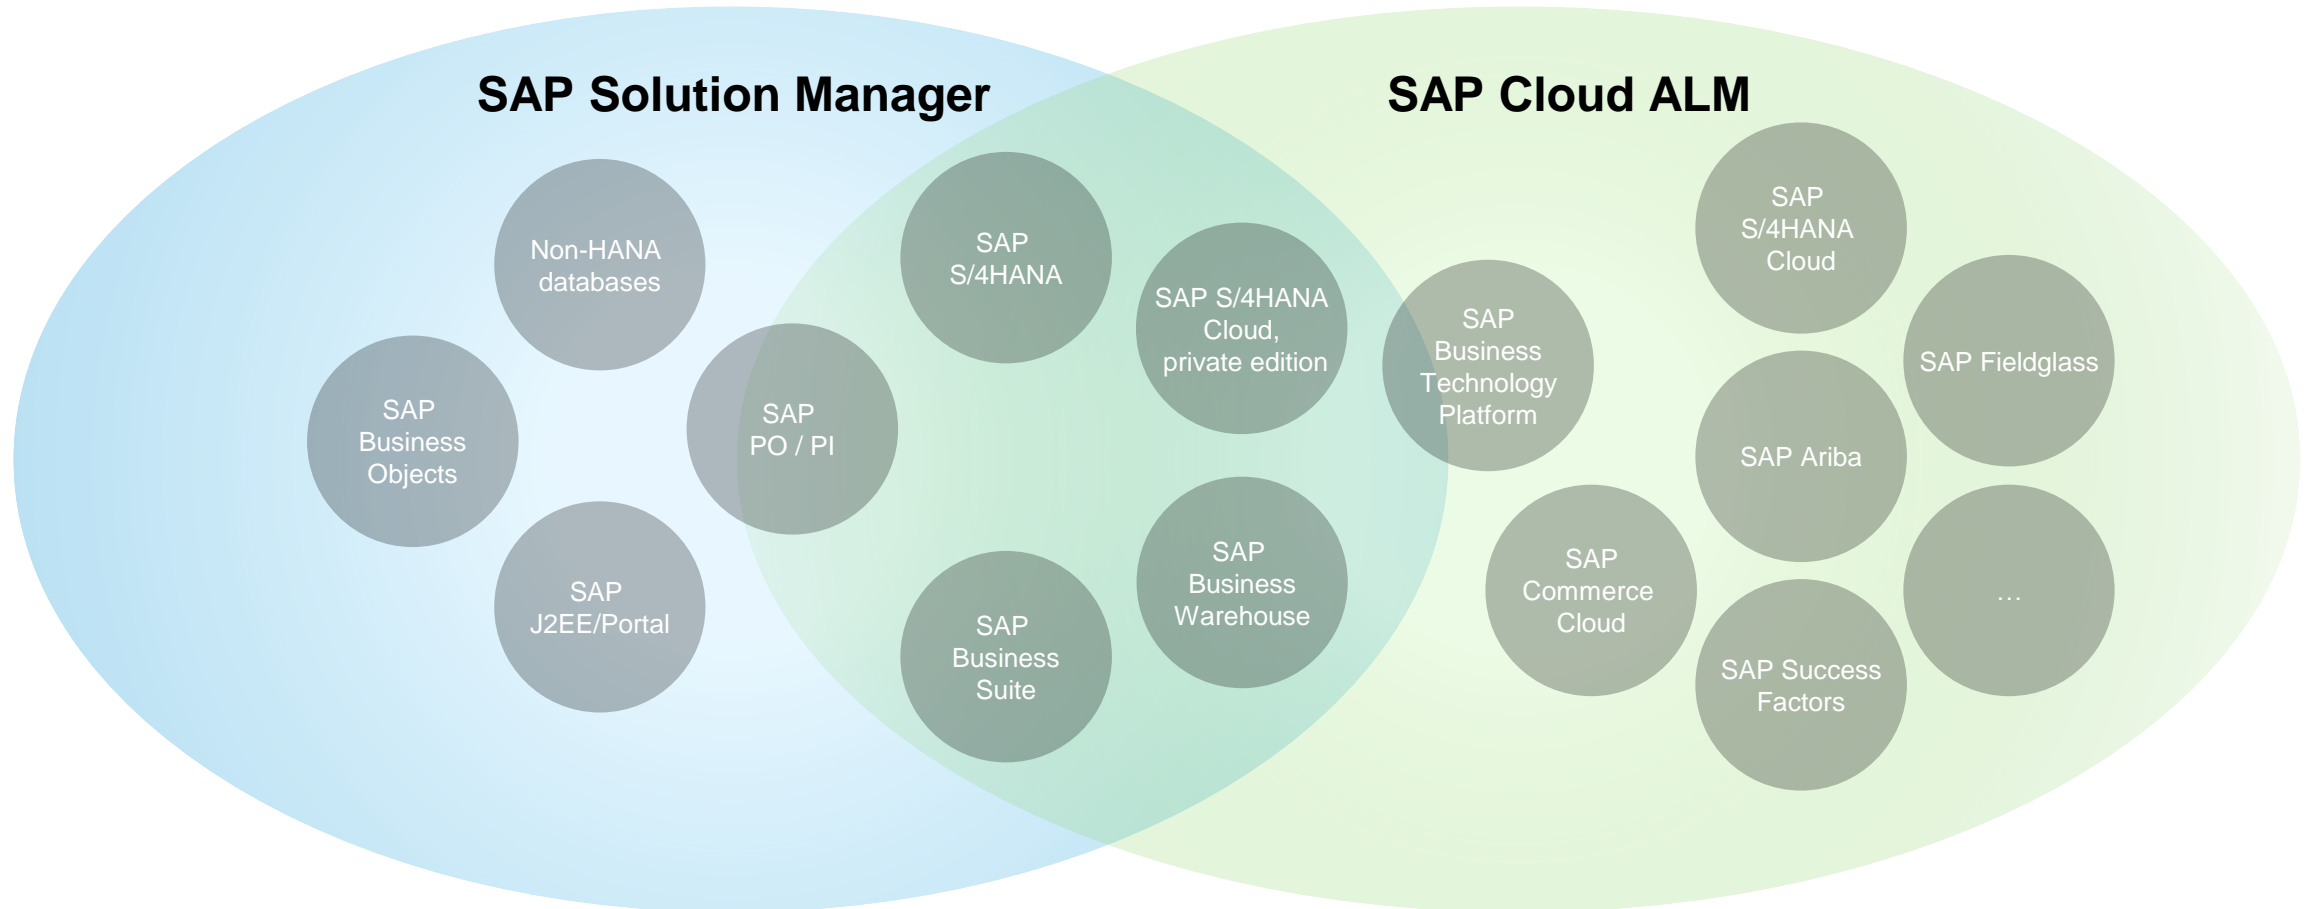 SAP Solution Manager
SAP Cloud ALM
Non-HANA
databases
SAP
Business
Objects
SAP
J2EE/Portal
SAP
PO / PI
SAP
S/4HANA
SAP S/4HANA
Cloud,
private edition
SAP
Business
Suite
SAP
Business
Warehouse
SAP
Business
Technology
Platform
SAP
Commerce
Cloud
SAP
S/4HANA
Cloud
SAP Fieldglass
SAP Ariba
SAP Success
Factors
…